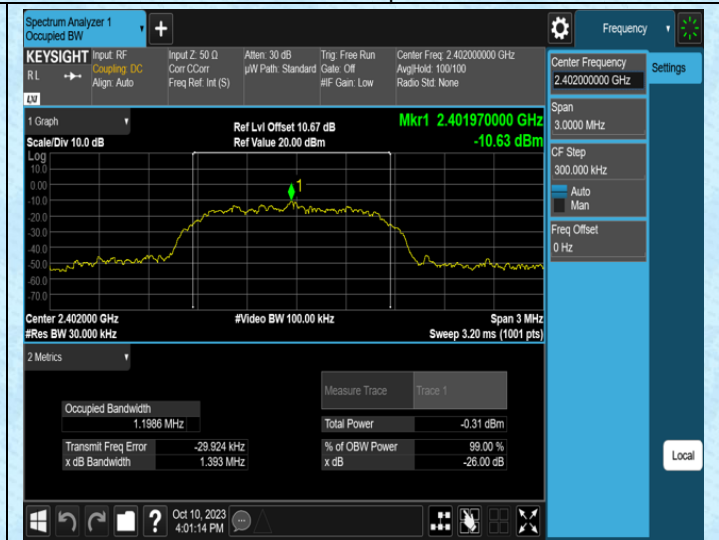 Spectrum Analyzer 1
Occupied BW
+
Frequency
KEYSIGHT
RL
Input: RF
Coupling: DC
Align: Auto
Input Z: 50 Ω
Corr CCorr
Freq Ref: Int (S)
Atten: 30 dB
µW Path: Standard
Trig: Free Run
Gate: Off
#IF Gain: Low
Center Freq: 2.402000000 GHz
Avg|Hold: 100/100
Radio Std: None
LXI
Center Frequency
2.402000000 GHz
Settings
Span
3.0000 MHz
CF Step
300.000 kHz
Auto
Man
Freq Offset
0 Hz
1 Graph
Scale/Div 10.0 dB
Ref Lvl Offset 10.67 dB
Ref Value 20.00 dBm
Mkr1 2.401970000 GHz
-10.63 dBm
Log
10.0
0.00
-10.0
-20.0
-30.0
-40.0
-50.0
-60.0
-70.0
1
Center 2.402000 GHz
#Res BW 30.000 kHz
#Video BW 100.00 kHz
Span 3 MHz
Sweep 3.20 ms (1001 pts)
2 Metrics
Measure Trace Trace 1
Occupied Bandwidth
1.1986 MHz
Total Power -0.31 dBm
Transmit Freq Error -29.924 kHz
% of OBW Power 99.00 %
x dB Bandwidth 1.393 MHz
x dB -26.00 dB
Local
?
Oct 10, 2023
4:01:14 PM